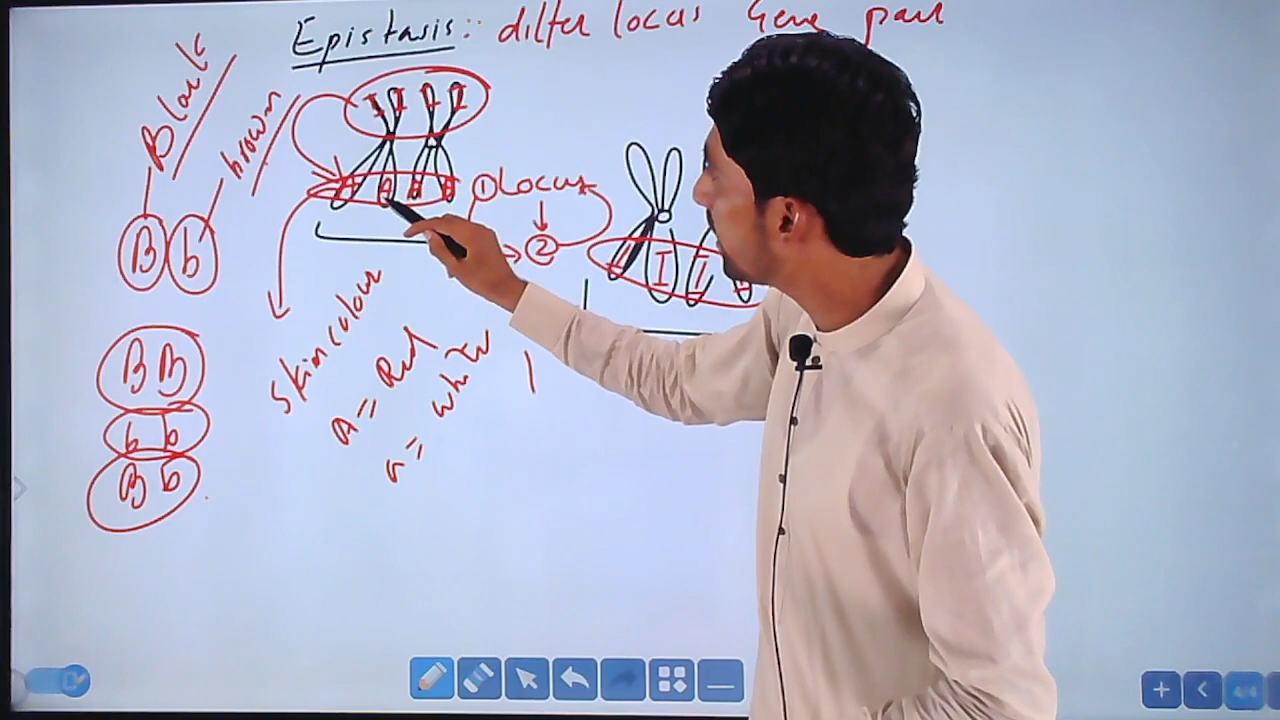 Epistasis :: differ locus Gene pair
Black
brown
B b
I I I I
A A
① Locus
②
I I
B B
b b
B b
Skin colour
A = Red
a = white